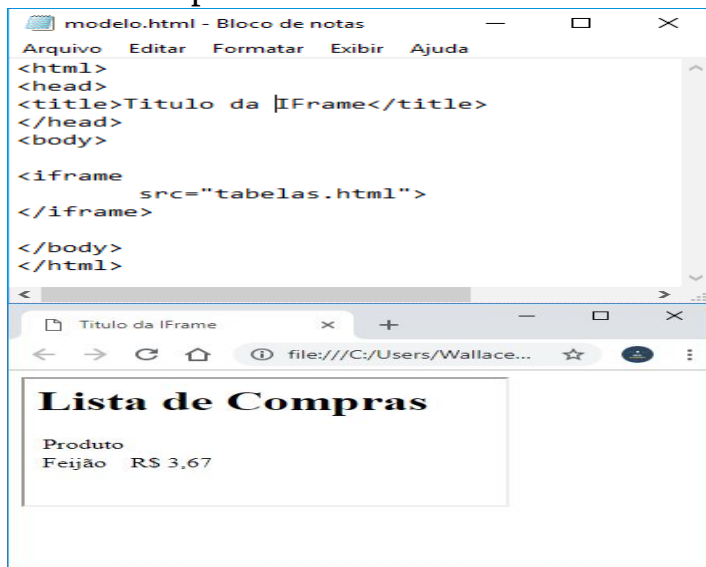 modelo.html - Bloco de notas
Arquivo Editar Formatar Exibir Ajuda
<html>
<head>
<title>Titulo da IFrame</title>
</head>
<body>
<iframe
src="tabelas.html">
</iframe>
</body>
</html>
Titulo da IFrame
file:///C:/Users/Wallace...
Lista de Compras
Produto
Feijão R$ 3,67